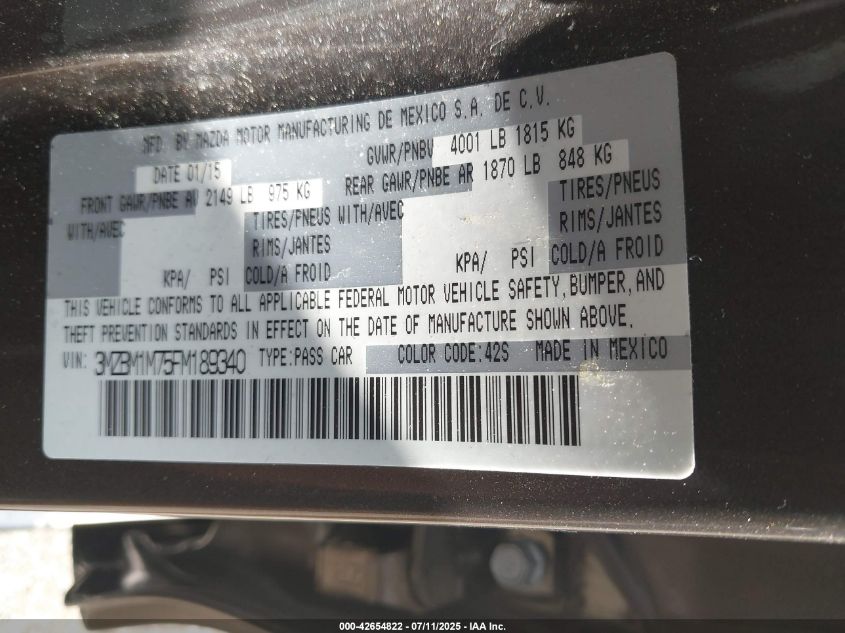 MFD. BY MAZDA MOTOR MANUFACTURING DE MEXICO S.A. DE C.V.
DATE 01/15 GVWR/PNBV 4001 LB 1815 KG
FRONT GAWR/PNBE AV 2149 LB 975 KG REAR GAWR/PNBE AR 1870 LB 848 KG
WITH/AVEC TIRES/PNEUS WITH/AVEC TIRES/PNEUS
RIMS/JANTES RIMS/JANTES
KPA/ PSI COLD/A FROID KPA/ PSI COLD/A FROID
THIS VEHICLE CONFORMS TO ALL APPLICABLE FEDERAL MOTOR VEHICLE SAFETY, BUMPER, AND
THEFT PREVENTION STANDARDS IN EFFECT ON THE DATE OF MANUFACTURE SHOWN ABOVE.
VIN: 3MZBM1M75FM189340 TYPE:PASS CAR COLOR CODE:42S MADE IN MEXICO
000-42654822 - 07/11/2025 - IAA Inc.